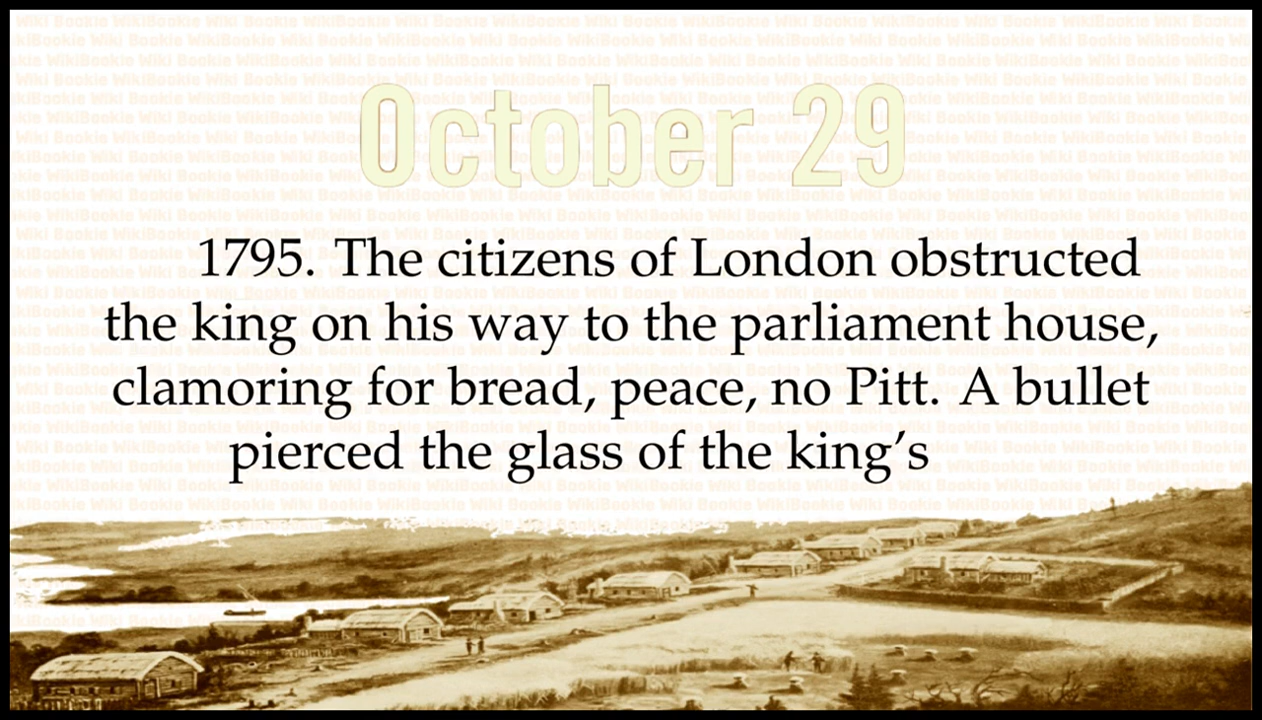 October 29
1795. The citizens of London obstructed
the king on his way to the parliament house,
clamoring for bread, peace, no Pitt. A bullet
pierced the glass of the king’s